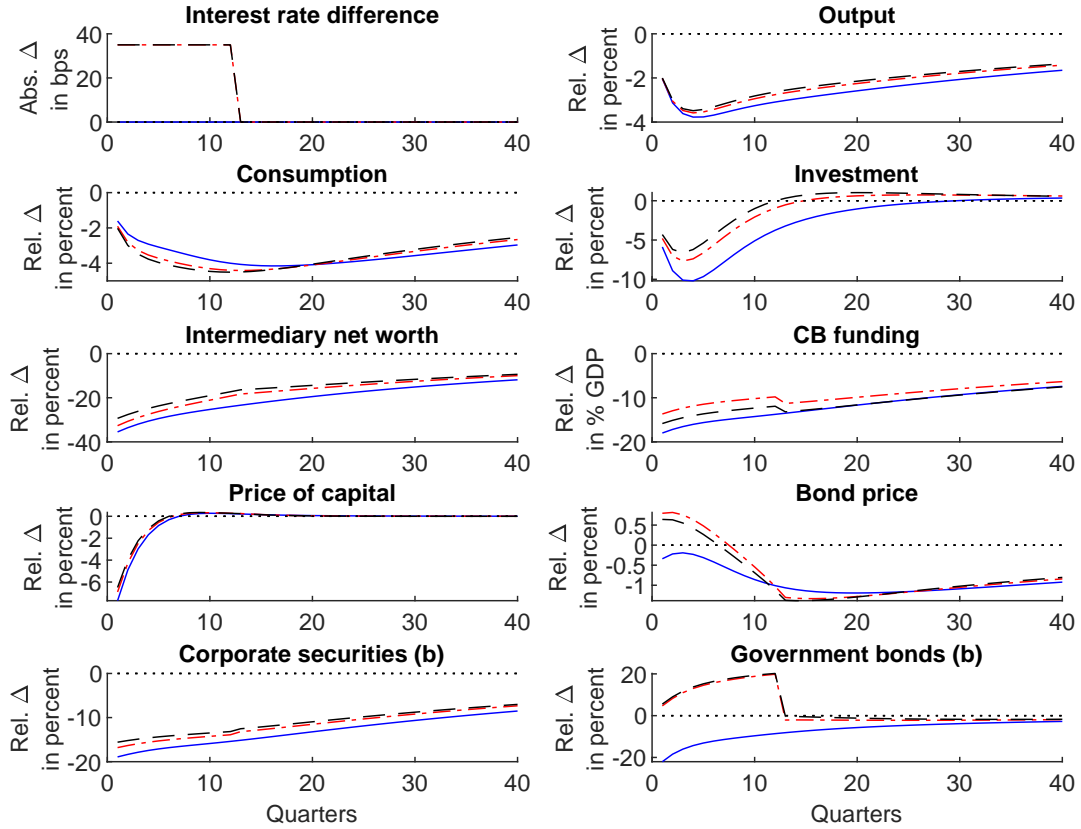 Interest rate difference
Abs. Δ
in bps
40
20
0
0 10 20 30 40
Output
Rel. Δ
in percent
0
-2
-4
0 10 20 30 40
Consumption
Rel. Δ
in percent
0
-2
-4
0 10 20 30 40
Investment
Rel. Δ
in percent
0
-5
-10
0 10 20 30 40
Intermediary net worth
Rel. Δ
in percent
0
-20
-40
0 10 20 30 40
CB funding
Rel. Δ
in % GDP
0
-10
-20
0 10 20 30 40
Price of capital
Rel. Δ
in percent
0
-2
-4
-6
0 10 20 30 40
Bond price
Rel. Δ
in percent
0.5
0
-1
0 10 20 30 40
Corporate securities (b)
Rel. Δ
in percent
0
-10
-20
0 10 20 30 40
Quarters
Government bonds (b)
Rel. Δ
in percent
20
0
-20
0 10 20 30 40
Quarters